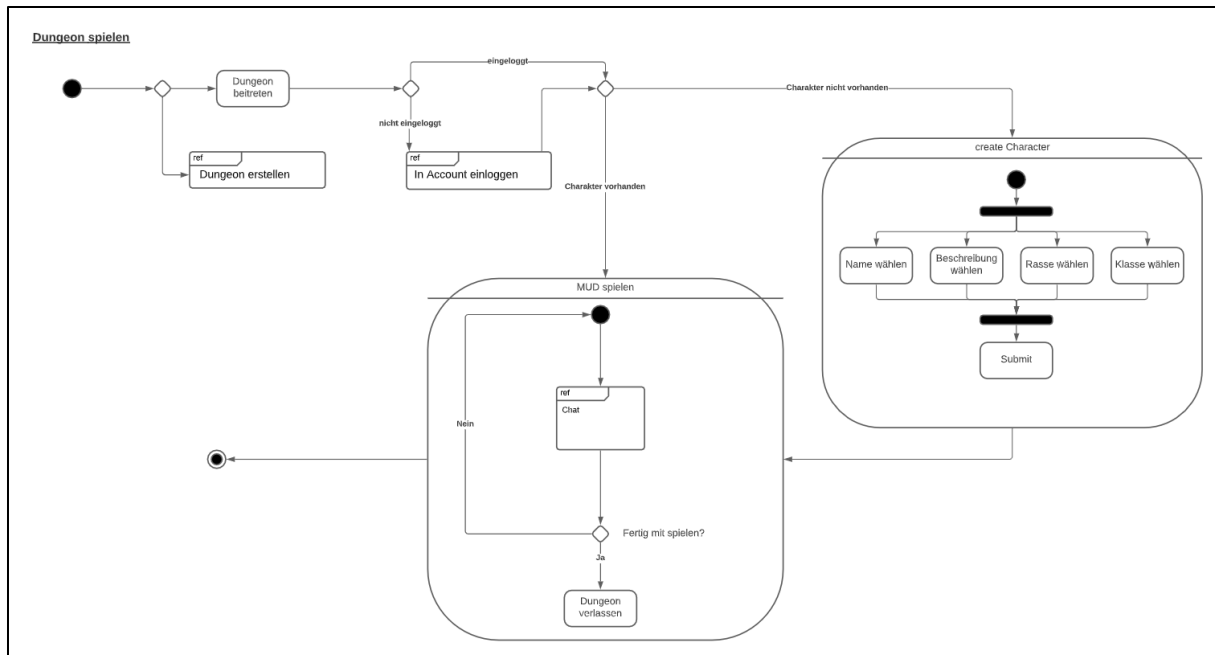 Dungeon spielen
eingeloggt
Dungeon
beitreten
Charakter nicht vorhanden
nicht eingeloggt
ref
Dungeon erstellen
ref
In Account einloggen
create Character
Charakter vorhanden
Name wählen
Beschreibung
wählen
Rasse wählen
Klasse wählen
MUD spielen
Submit
ref
Chat
Nein
Fertig mit spielen?
Ja
Dungeon
verlassen